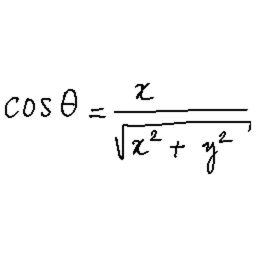 cos θ = x / √(x² + y²)